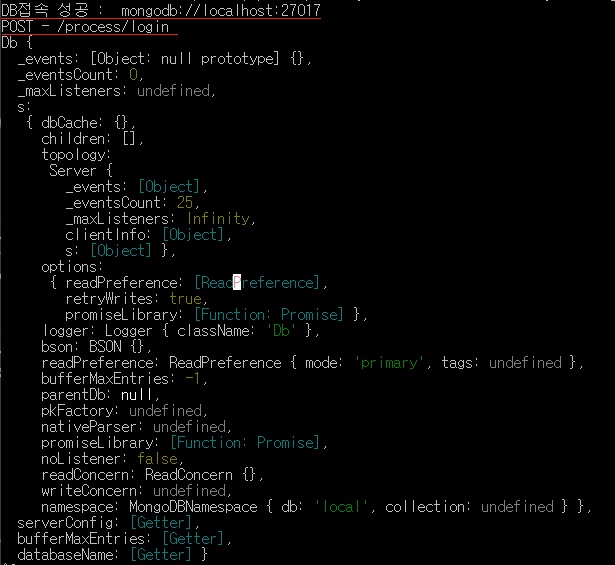 DB접속 성공 :  mongodb://localhost:27017
POST - /process/login
Db {
  _events: [Object: null prototype] {},
  _eventsCount: 0,
  _maxListeners: undefined,
  s:
   { dbCache: {},
     children: [],
     topology:
      Server {
        _events: [Object],
        _eventsCount: 25,
        _maxListeners: Infinity,
        clientInfo: [Object],
        s: [Object] },
     options:
      { readPreference: [ReadPreference],
        retryWrites: true,
        promiseLibrary: [Function: Promise] },
     logger: Logger { className: 'Db' },
     bson: BSON {},
     readPreference: ReadPreference { mode: 'primary', tags: undefined },
     bufferMaxEntries: -1,
     parentDb: null,
     pkFactory: undefined,
     nativeParser: undefined,
     promiseLibrary: [Function: Promise],
     noListener: false,
     readConcern: ReadConcern {},
     writeConcern: undefined,
     namespace: MongoDBNamespace { db: 'local', collection: undefined } },
  serverConfig: [Getter],
  bufferMaxEntries: [Getter],
  databaseName: [Getter] }